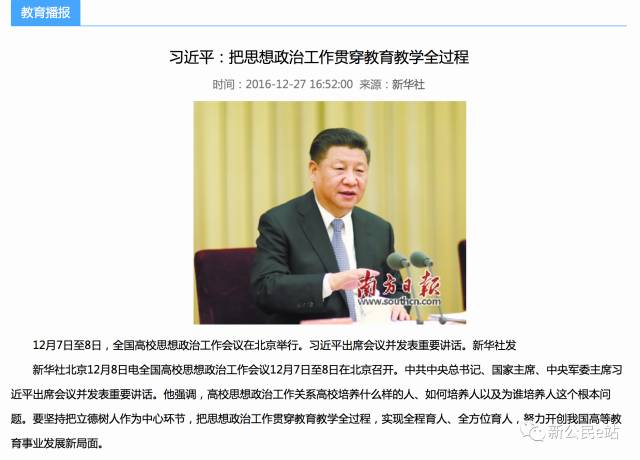 教育播报
习近平：把思想政治工作贯穿教育教学全过程
时间：2016-12-27 16:52:00 来源：新华社
南方日报
www.southcn.com
12月7日至8日，全国高校思想政治工作会议在北京举行。习近平出席会议并发表重要讲话。新华社发
新华社北京12月8日电全国高校思想政治工作会议12月7日至8日在北京召开。中共中央总书记、国家主席、中央军委主席习
近平出席会议并发表重要讲话。他强调，高校思想政治工作关系高校培养什么样的人、如何培养人以及为谁培养人这个根本问
题。要坚持把立德树人作为中心环节，把思想政治工作贯穿教育教学全过程，实现全程育人、全方位育人，努力开创我国高等教
育事业发展新局面。
新公民e站